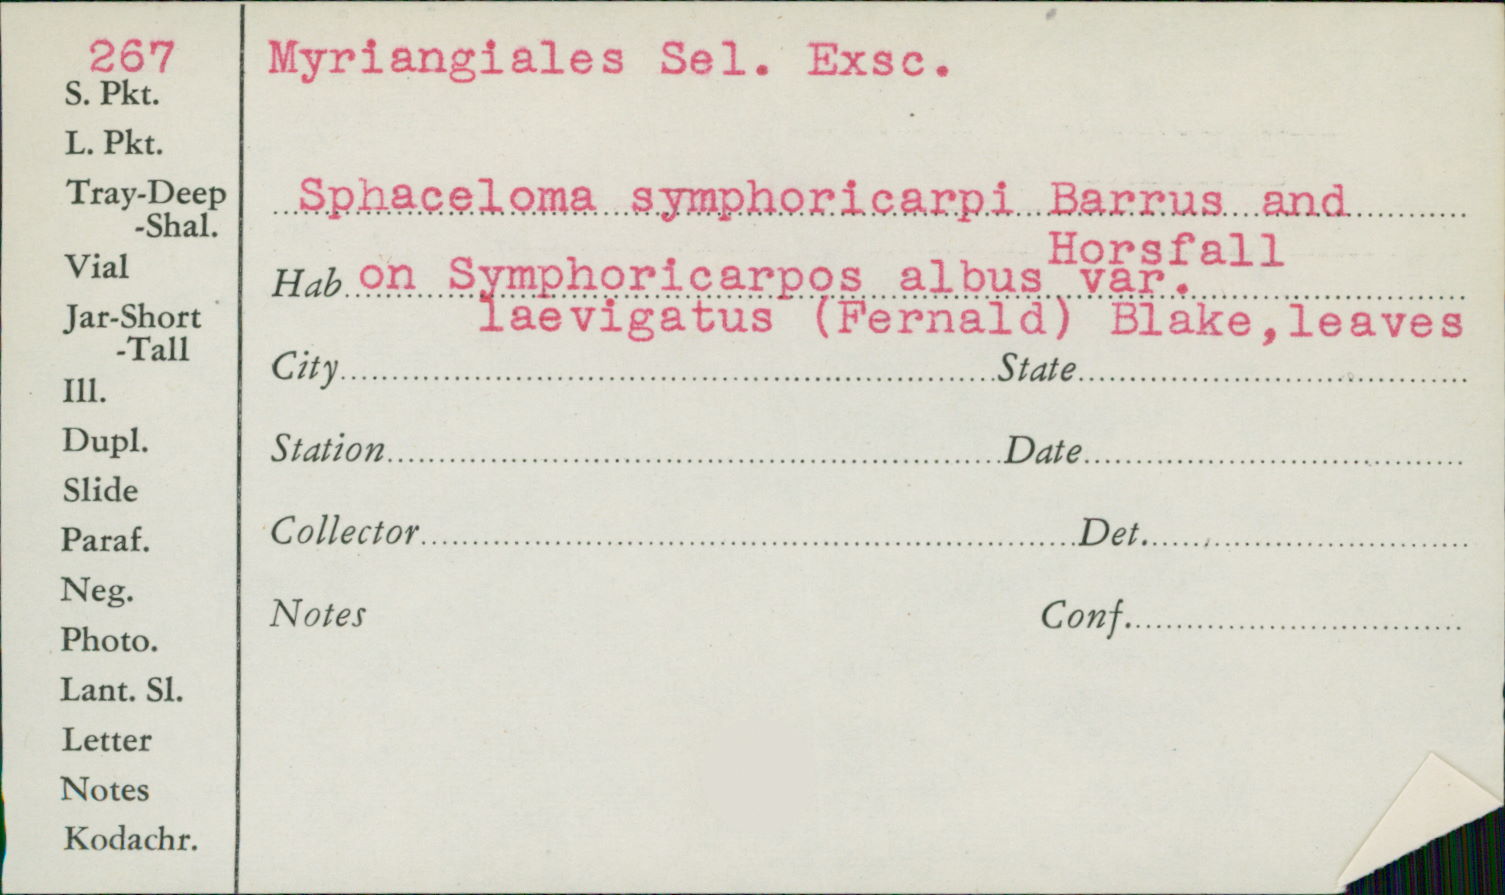 267
Myriangiales Sel. Exsc.
S. Pkt.
L. Pkt.
Tray-Deep
-Shal.
Vial
Jar-Short
-Tall
Ill.
Dupl.
Slide
Paraf.
Neg.
Photo.
Lant. Sl.
Letter
Notes
Kodachr.
Sphaceloma symphoricarpi Barrus and
Horsfall
Hab. on Symphoricarpos albus var.
laevigatus (Fernald) Blake, leaves
City State
Station Date
Collector Det.
Notes Conf.